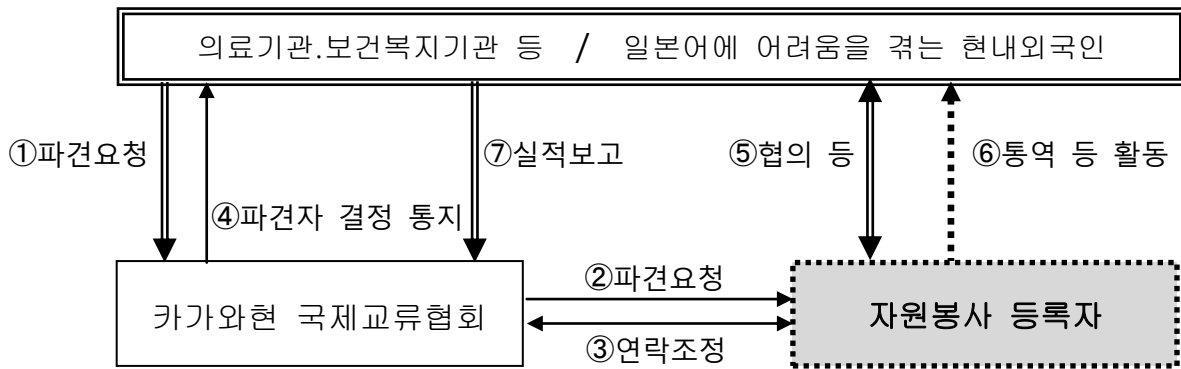 의료기관.보건복지기관 등 / 일본어에 어려움을 겪는 현내외국인
①파견요청
⑦실적보고
⑤협의 등
⑥통역 등 활동
④파견자 결정 통지
②파견요청
카가와현 국제교류협회
자원봉사 등록자
③연락조정